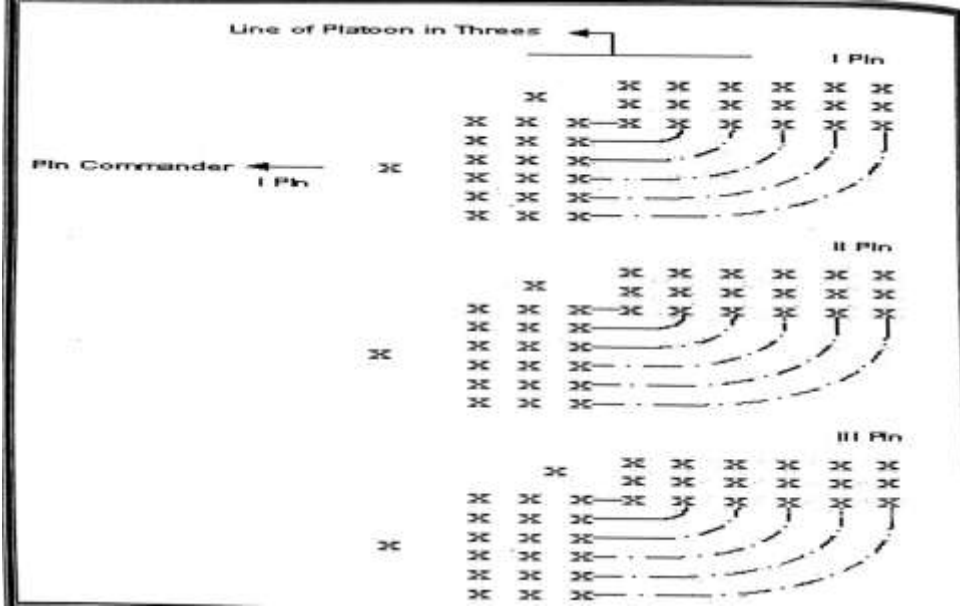 Line of Platoon in Threes
I Pln
Pln Commander
I Pln
II Pln
III Pln